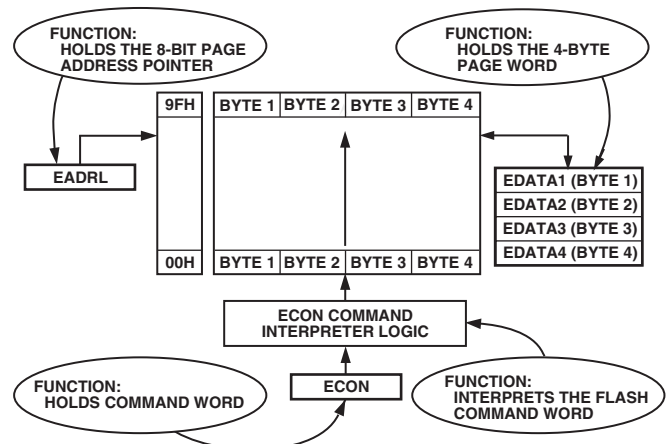 FUNCTION:
HOLDS THE 8-BIT PAGE
ADDRESS POINTER
FUNCTION:
HOLDS THE 4-BYTE
PAGE WORD
9FH
BYTE 1 BYTE 2 BYTE 3 BYTE 4
EADRL
EDATA1 (BYTE 1)
EDATA2 (BYTE 2)
EDATA3 (BYTE 3)
EDATA4 (BYTE 4)
00H
BYTE 1 BYTE 2 BYTE 3 BYTE 4
ECON COMMAND
INTERPRETER LOGIC
FUNCTION:
HOLDS COMMAND WORD
ECON
FUNCTION:
INTERPRETS THE FLASH
COMMAND WORD